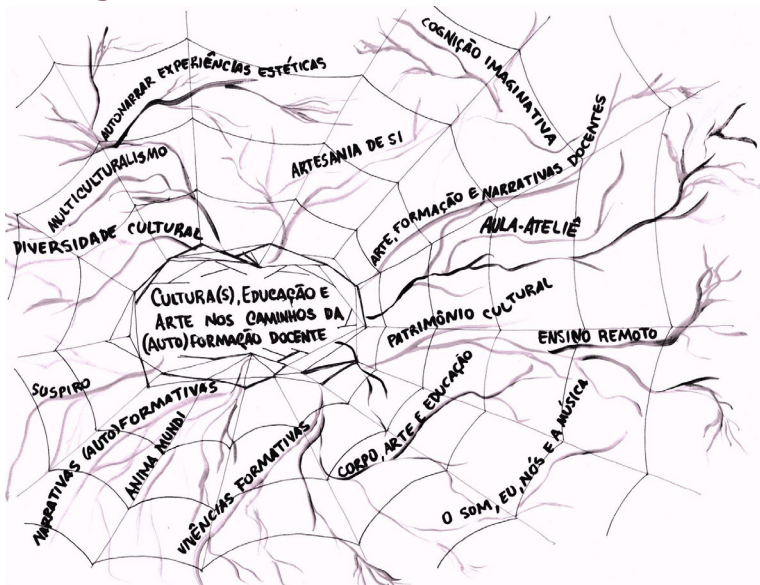 AUTONARRAR EXPERIÊNCIAS ESTÉTICAS
COGNIÇÃO IMAGINATIVA
MULTICULTURALISMO
ARTESANIA DE SI
ARTE, FORMAÇÃO E NARRATIVAS DOCENTES
DIVERSIDADE CULTURAL
AULA-ATELIÊ
CULTURA(S), EDUCAÇÃO E
ARTE NOS CAMINHOS DA
(AUTO)FORMAÇÃO DOCENTE
PATRIMÔNIO CULTURAL
ENSINO REMOTO
SUSPIRO
NARRATIVAS (AUTO)FORMATIVAS
ANIMA MUNDI
VIVÊNCIAS FORMATIVAS
CORPO, ARTE E EDUCAÇÃO
O SOM, EU, NÓS E A MÚSICA